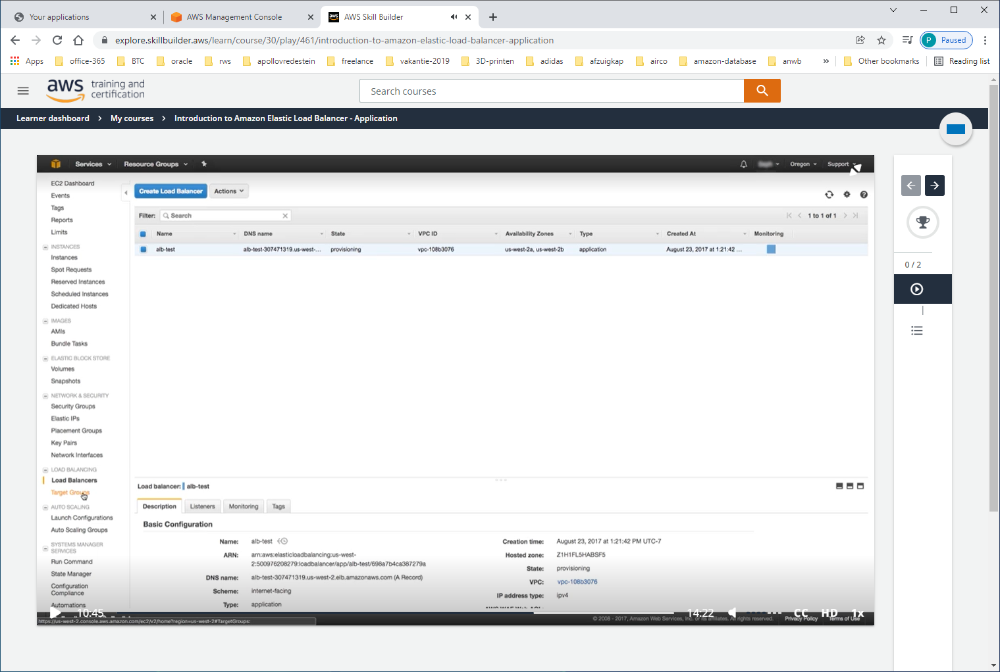 Your applications
AWS Management Console
AWS Skill Builder
explore.skillbuilder.aws/learn/course/30/play/461/introduction-to-amazon-elastic-load-balancer-application
P Paused
Apps office-365 BTC oracle rws apollovredestein freelance vakantie-2019 3D-printen adidas afzuigkap airco amazon-database anwb » Other bookmarks Reading list
aws training and
certification
Search courses
Learner dashboard > My courses > Introduction to Amazon Elastic Load Balancer - Application
Services Resource Groups Oregon Support
EC2 Dashboard
Events
Tags
Reports
Limits
INSTANCES
Instances
Spot Requests
Reserved Instances
Scheduled Instances
Dedicated Hosts
IMAGES
AMIs
Bundle Tasks
ELASTIC BLOCK STORE
Volumes
Snapshots
NETWORK & SECURITY
Security Groups
Elastic IPs
Placement Groups
Key Pairs
Network Interfaces
LOAD BALANCING
Load Balancers
Target Groups
AUTO SCALING
Launch Configurations
Auto Scaling Groups
SYSTEMS MANAGER
SERVICES
Run Command
State Manager
Configuration
Compliance
Automations
Create Load Balancer Actions
Filter: Search 1 to 1 of 1
Name DNS name State VPC ID Availability Zones Type Created At Monitoring
alb-test alb-test-307471319.us-west-... provisioning vpc-108b3076 us-west-2a, us-west-2b application August 23, 2017 at 1:21:42 ...
Load balancer: alb-test
Description Listeners Monitoring Tags
Basic Configuration
Name: alb-test
ARN: arn:aws:elasticloadbalancing:us-west-
2:500976208279:loadbalancer/app/alb-test/698a7b4ca387279a
DNS name: alb-test-307471319.us-west-2.elb.amazonaws.com (A Record)
Scheme: internet-facing
Type: application
Creation time: August 23, 2017 at 1:21:42 PM UTC-7
Hosted zone: Z1H1FL5HABSF5
State: provisioning
VPC: vpc-108b3076
IP address type: ipv4
10:45 14:22 CC HD 1x
https://us-west-2.console.aws.amazon.com/ec2/v2/home?region=us-west-2#TargetGroups:
© 2008 - 2017, Amazon Web Services, Inc. or its affiliates. All rights reserved. Privacy Policy Terms of Use
0 / 2